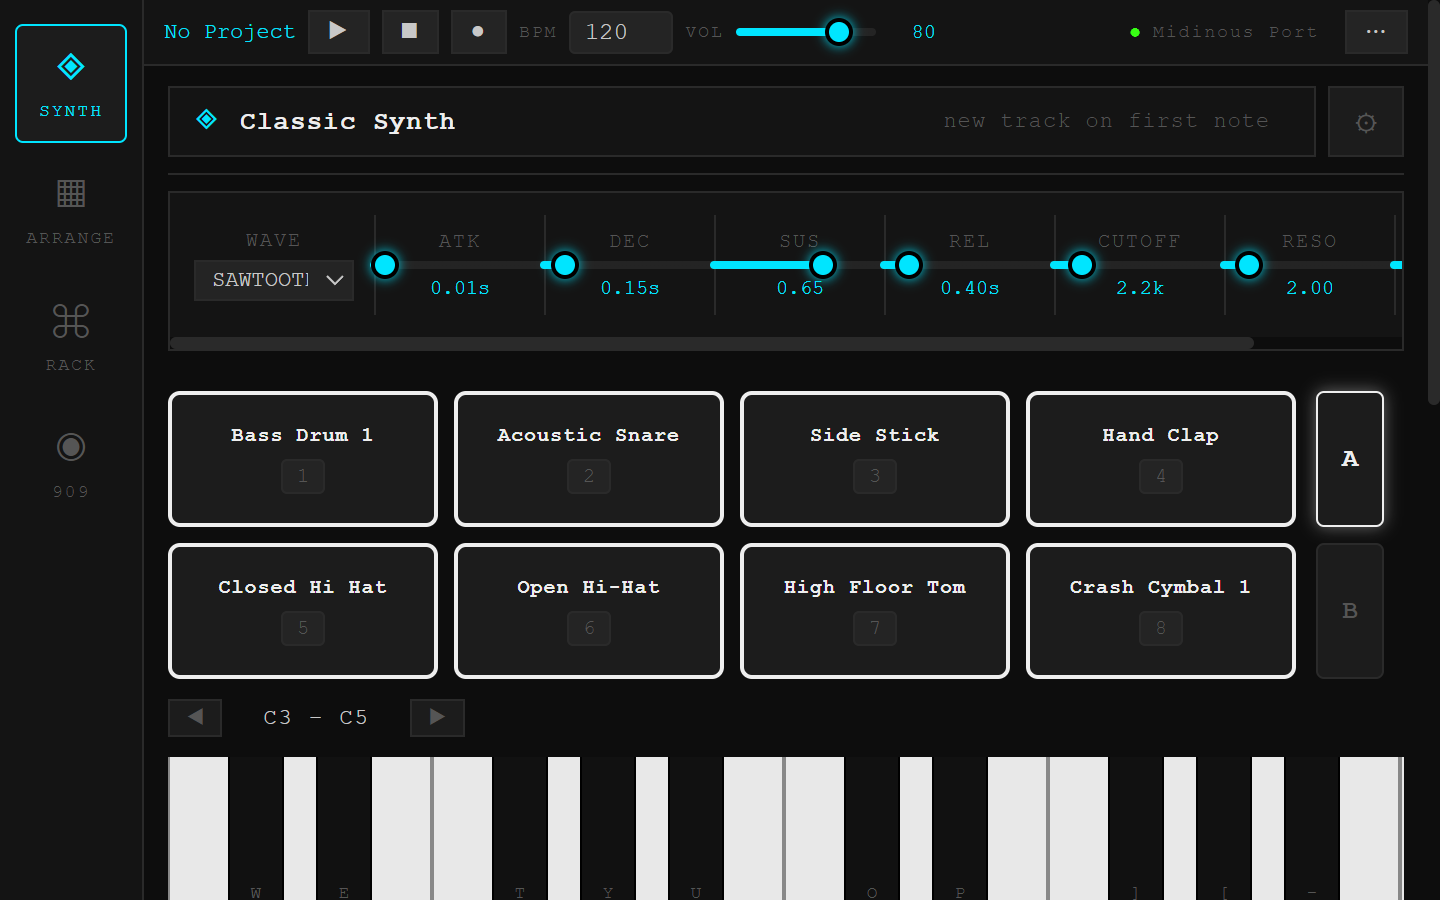 No Project
BPM 120 VOL 80
Midinous Port
...
SYNTH
ARRANGE
RACK
909
Classic Synth
new track on first note
WAVE ATK DEC SUS REL CUTOFF RESO
SAWTOOTH
0.01s 0.15s 0.65 0.40s 2.2k 2.00
Bass Drum 1 Acoustic Snare Side Stick Hand Clap
1 2 3 4
A
Closed Hi Hat Open Hi-Hat High Floor Tom Crash Cymbal 1
5 6 7 8
B
C3 – C5
W E T Y U O P ] [ –